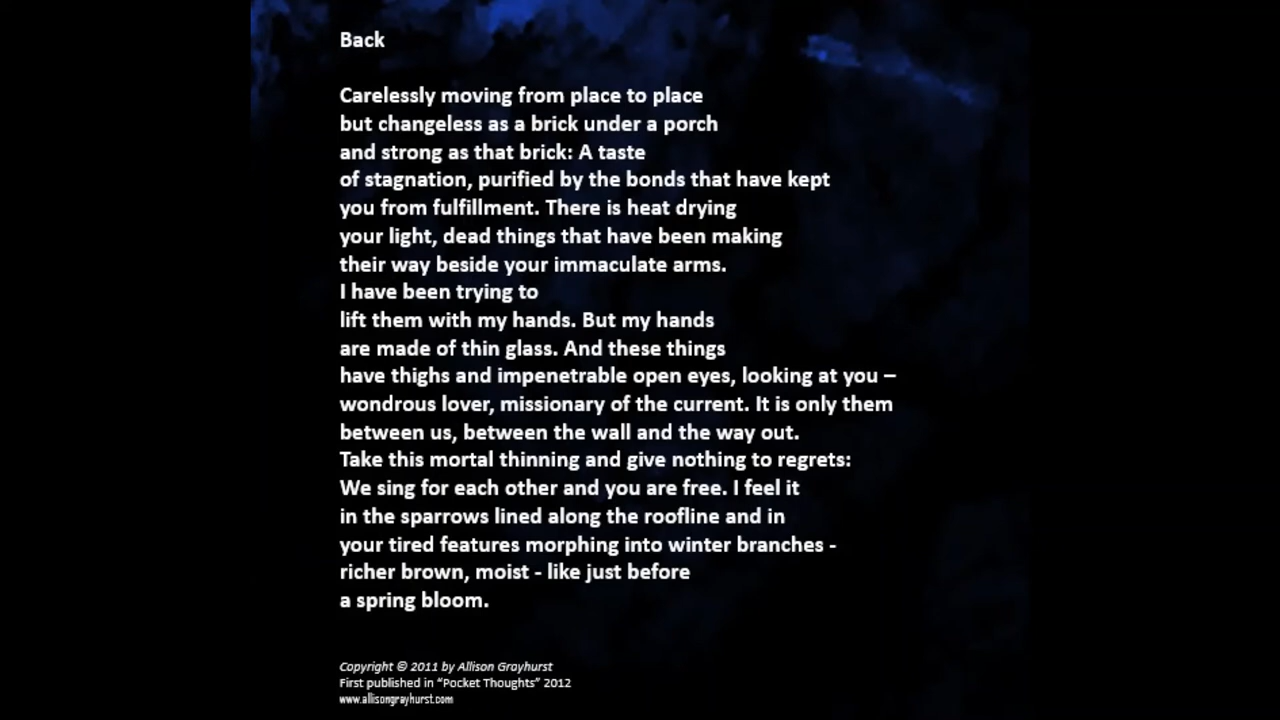 Back
Carelessly moving from place to place
but changeless as a brick under a porch
and strong as that brick: A taste
of stagnation, purified by the bonds that have kept
you from fulfillment. There is heat drying
your light, dead things that have been making
their way beside your immaculate arms.
I have been trying to
lift them with my hands. But my hands
are made of thin glass. And these things
have thighs and impenetrable open eyes, looking at you –
wondrous lover, missionary of the current. It is only them
between us, between the wall and the way out.
Take this mortal thinning and give nothing to regrets:
We sing for each other and you are free. I feel it
in the sparrows lined along the roofline and in
your tired features morphing into winter branches -
richer brown, moist - like just before
a spring bloom.
Copyright © 2011 by Allison Grayhurst
First published in “Pocket Thoughts” 2012
www.allisongrayhurst.com